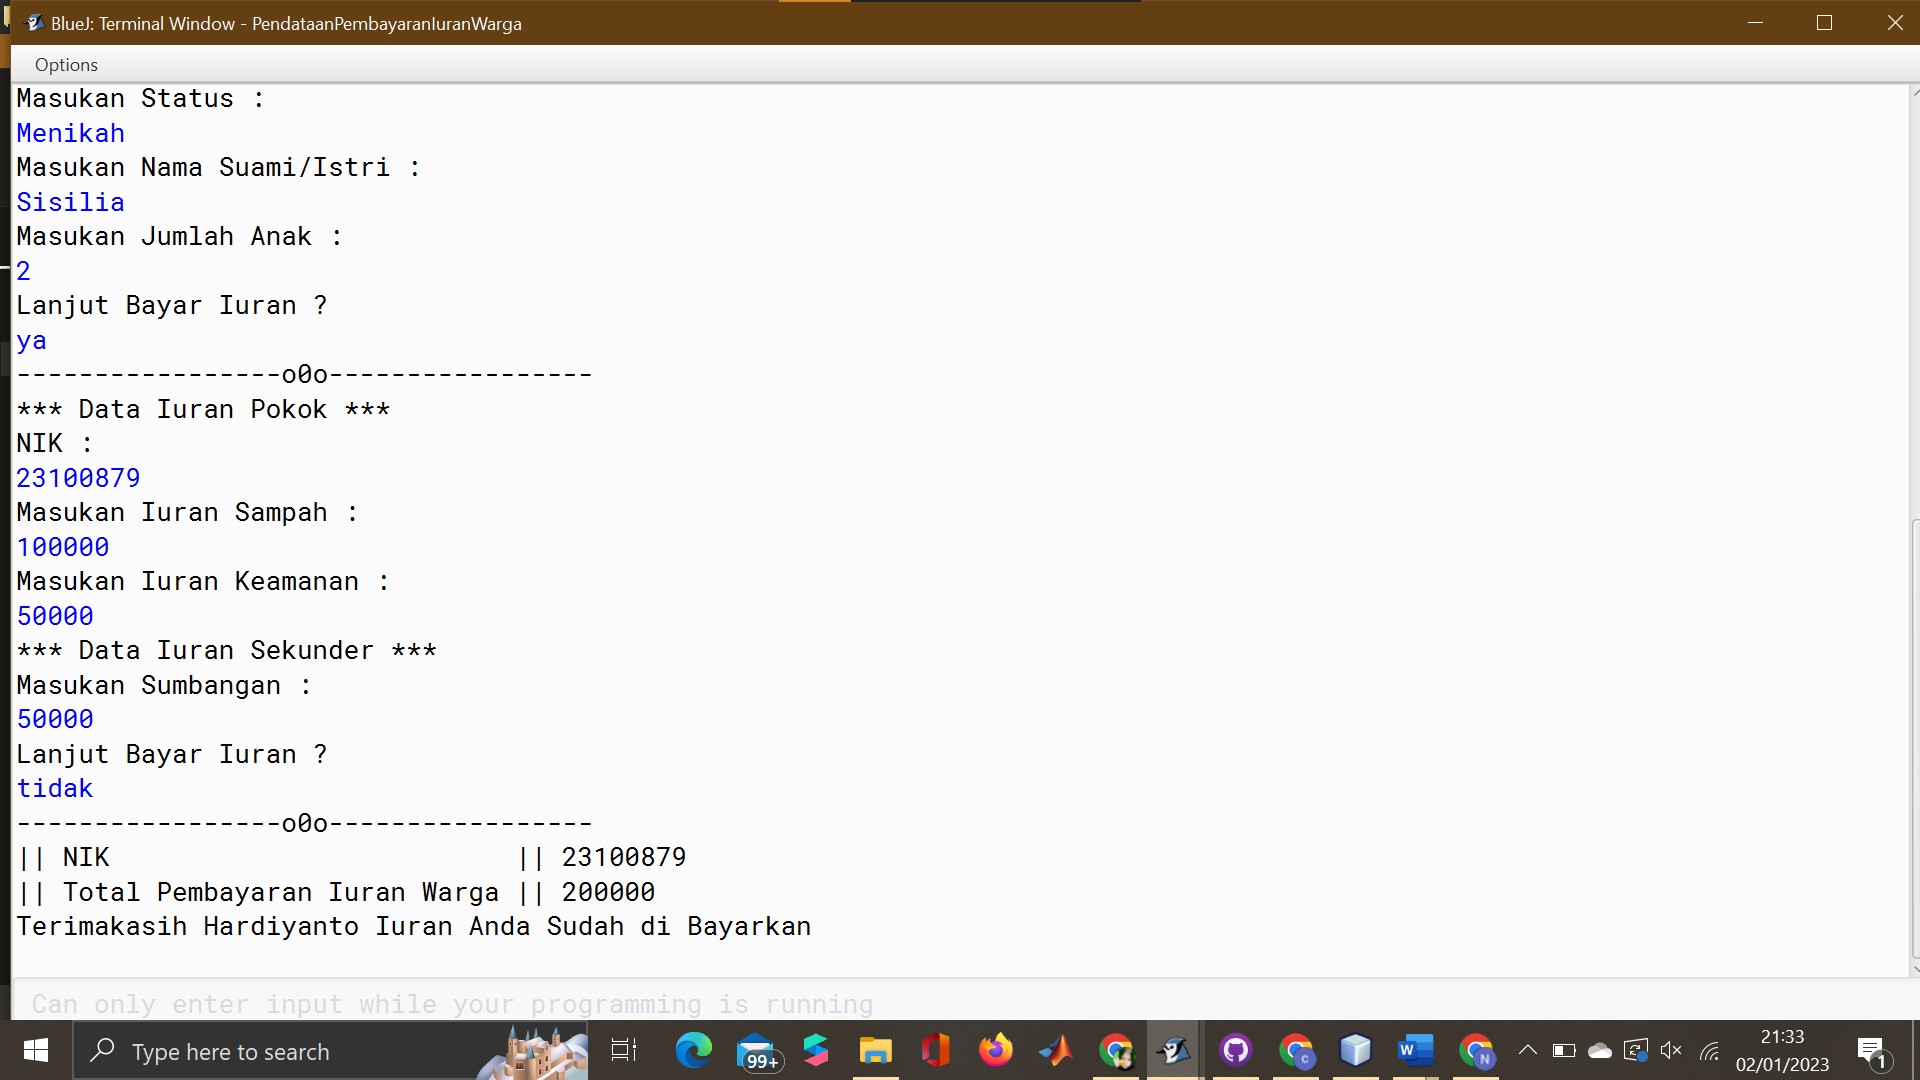 BlueJ: Terminal Window - PendataanPembayaranIuranWarga
Options
Masukan Status :
Menikah
Masukan Nama Suami/Istri :
Sisilia
Masukan Jumlah Anak :
2
Lanjut Bayar Iuran ?
ya
-----------------o0o-----------------
*** Data Iuran Pokok ***
NIK :
23100879
Masukan Iuran Sampah :
100000
Masukan Iuran Keamanan :
50000
*** Data Iuran Sekunder ***
Masukan Sumbangan :
50000
Lanjut Bayar Iuran ?
tidak
-----------------o0o-----------------
|| NIK                          || 23100879
|| Total Pembayaran Iuran Warga || 200000
Terimakasih Hardiyanto Iuran Anda Sudah di Bayarkan
Can only enter input while your programming is running
Type here to search
99+
W
C
N
21:33
02/01/2023
1